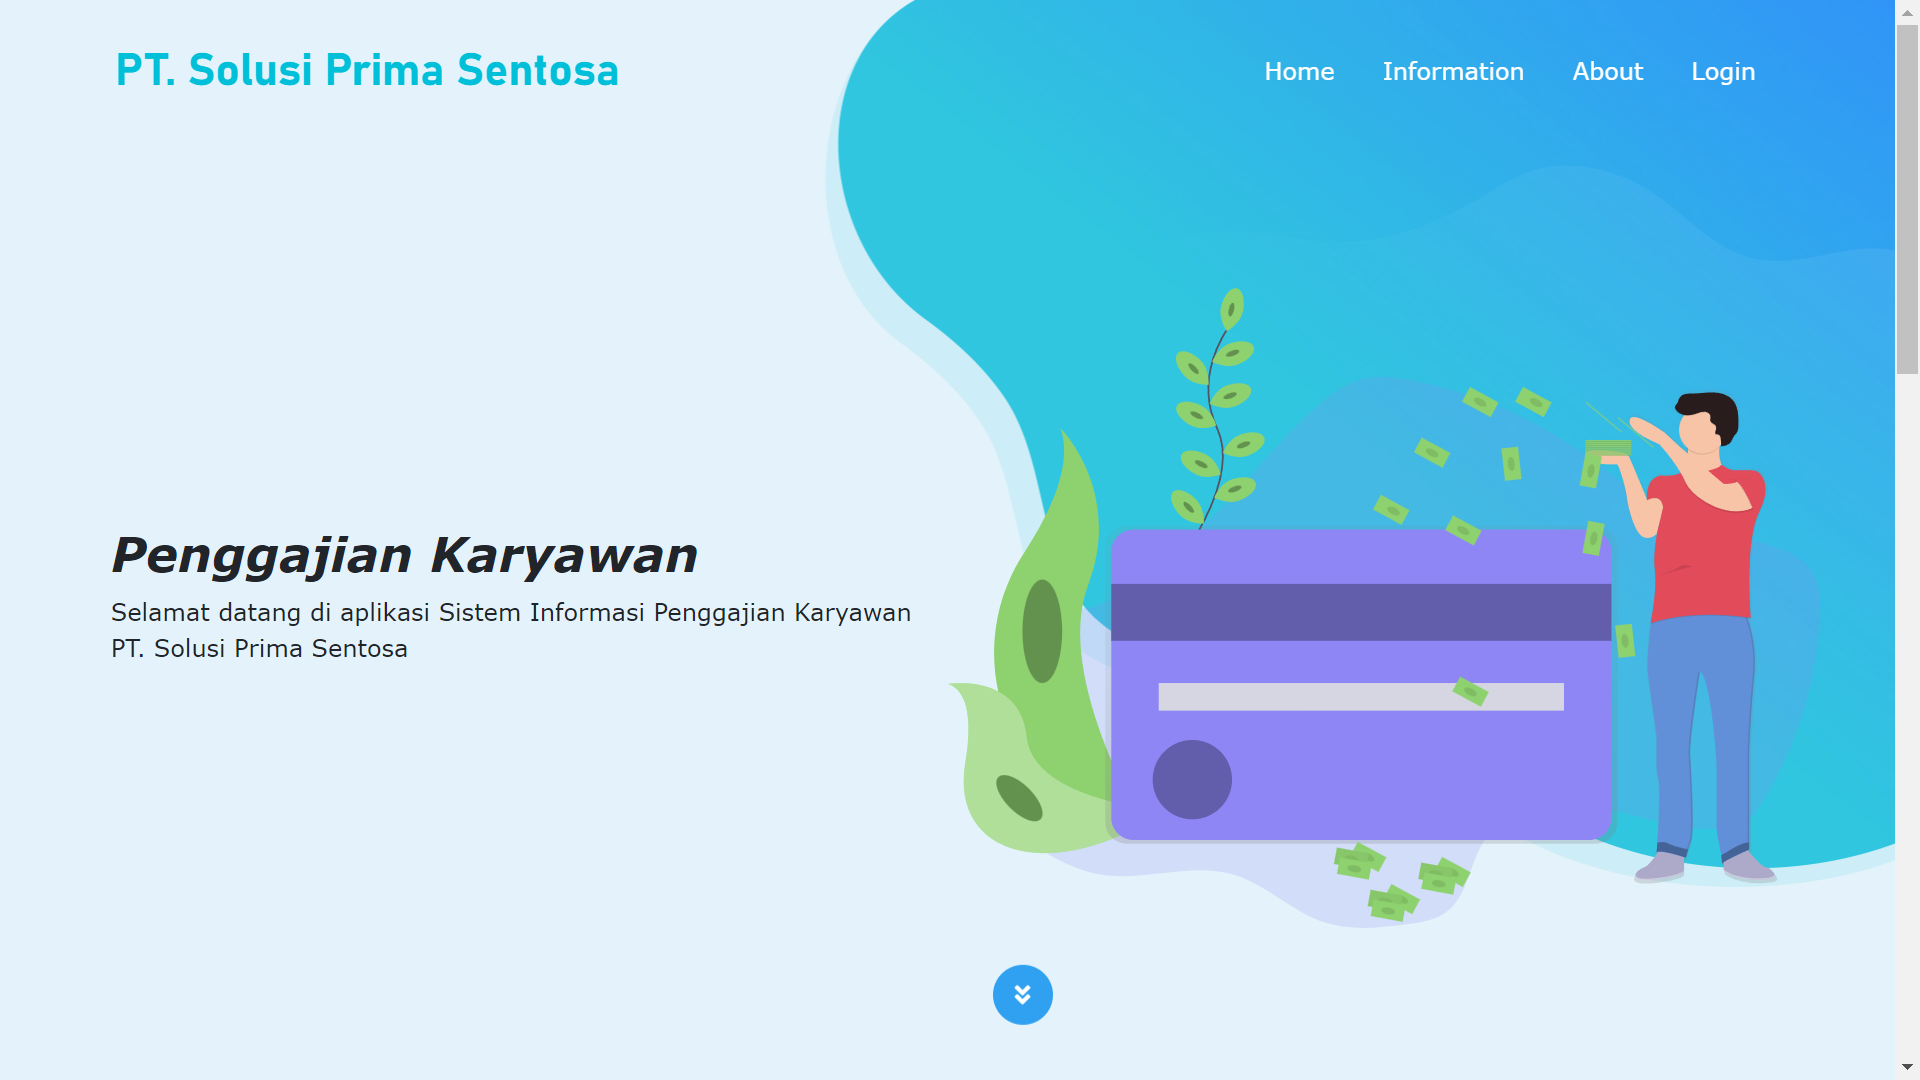 PT. Solusi Prima Sentosa
Home Information About Login
Penggajian Karyawan
Selamat datang di aplikasi Sistem Informasi Penggajian Karyawan
PT. Solusi Prima Sentosa